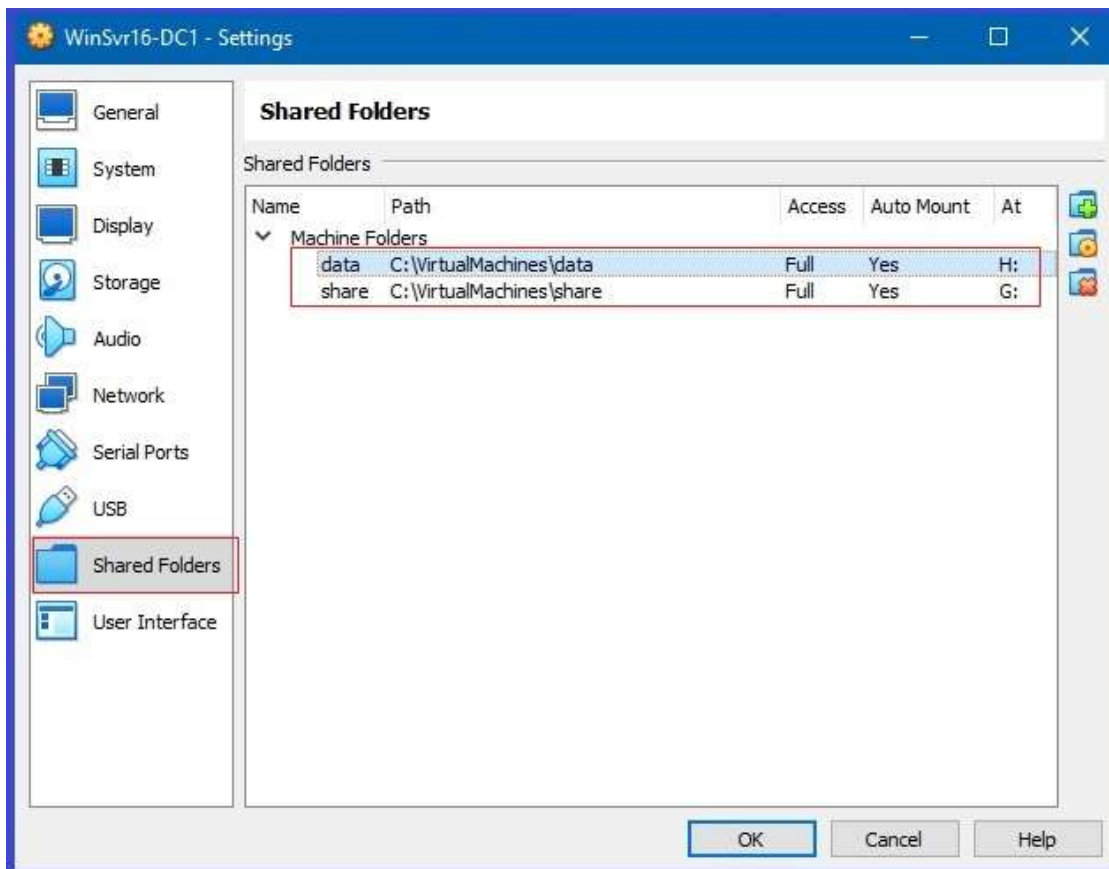 WinSvr16-DC1 - Settings
General
System
Display
Storage
Audio
Network
Serial Ports
USB
Shared Folders
User Interface
Shared Folders
Shared Folders
Name Path Access Auto Mount At
Machine Folders
data C:\VirtualMachines\data Full Yes H:
share C:\VirtualMachines\share Full Yes G:
OK Cancel Help